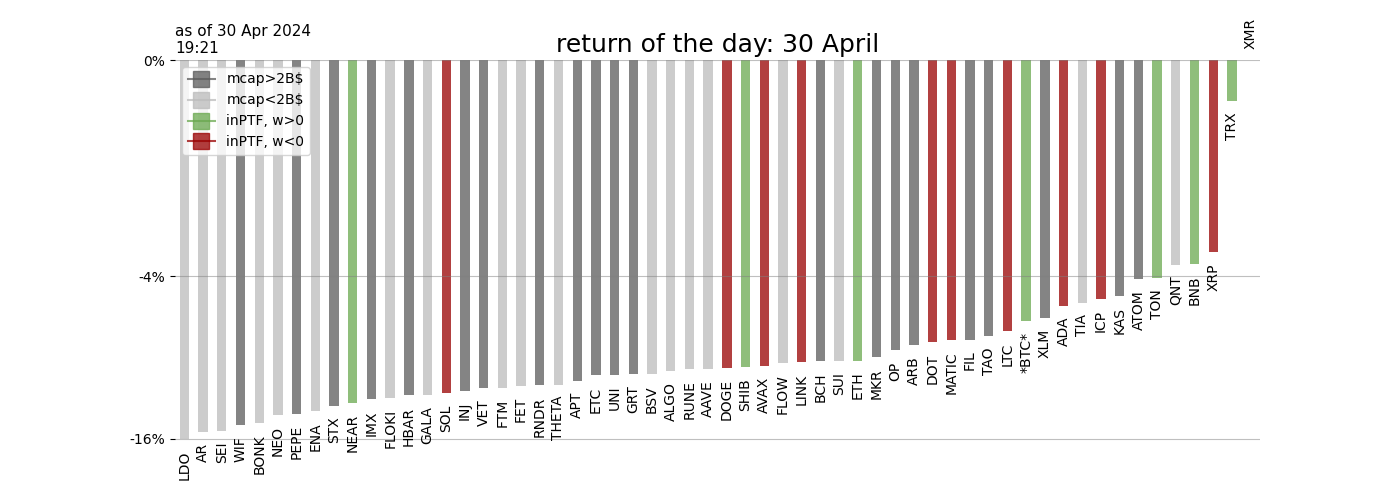 as of 30 Apr 2024
19:21
return of the day: 30 April
XMR
0%
mcap>2B$
mcap<2B$
inPTF, w>0
inPTF, w<0
-4%
-16%
LDO
AR
SEI
WIF
BONK
NEO
PEPE
ENA
STX
NEAR
IMX
FLOKI
HBAR
GALA
SOL
INJ
VET
FTM
FET
RNDR
THETA
APT
ETC
UNI
GRT
BSV
ALGO
RUNE
AAVE
DOGE
SHIB
AVAX
FLOW
LINK
BCH
SUI
ETH
MKR
OP
ARB
DOT
MATIC
FIL
TAO
LTC
*BTC*
XLM
ADA
TIA
ICP
KAS
ATOM
TON
QNT
BNB
XRP
TRX